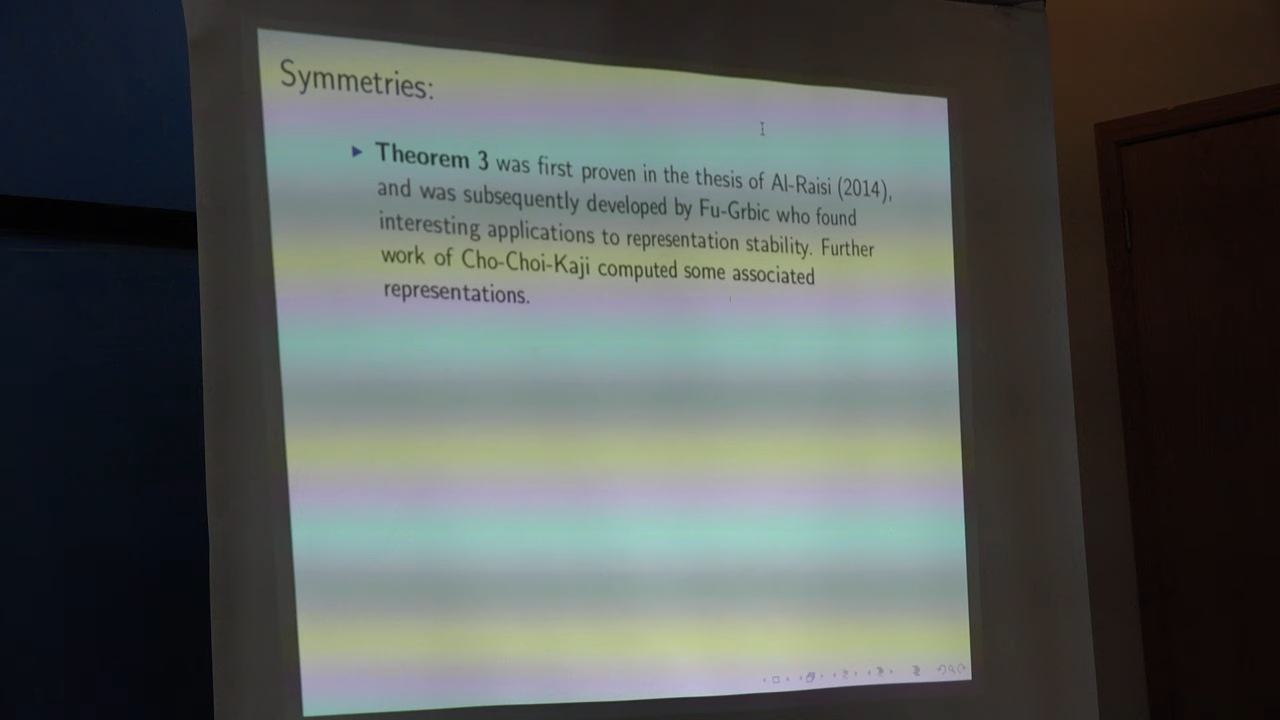 Symmetries:
Theorem 3 was first proven in the thesis of Al-Raisi (2014),
and was subsequently developed by Fu-Grbic who found
interesting applications to representation stability. Further
work of Cho-Choi-Kaji computed some associated
representations.